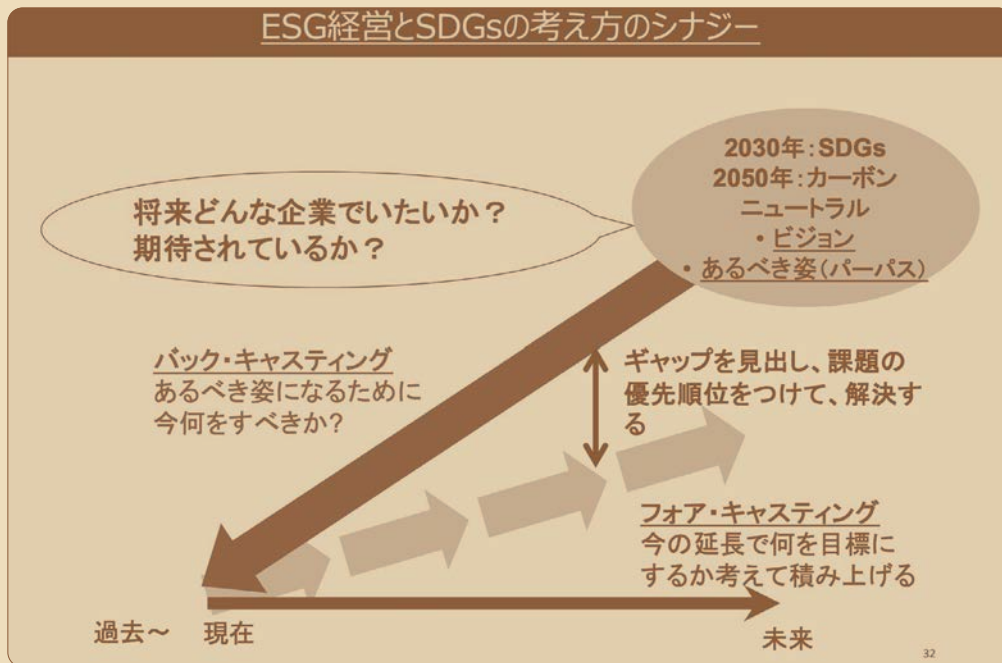 ESG経営とSDGsの考え方のシナジー
2030年：SDGs
2050年：カーボン
ニュートラル
・ビジョン
・あるべき姿（パーパス）
将来どんな企業でいたいか？
期待されているか？
バック・キャスティング
あるべき姿になるために
今何をすべきか？
ギャップを見出し、課題の
優先順位をつけて、解決す
る
フォア・キャスティング
今の延長で何を目標に
するか考えて積み上げる
過去～ 現在
未来
32